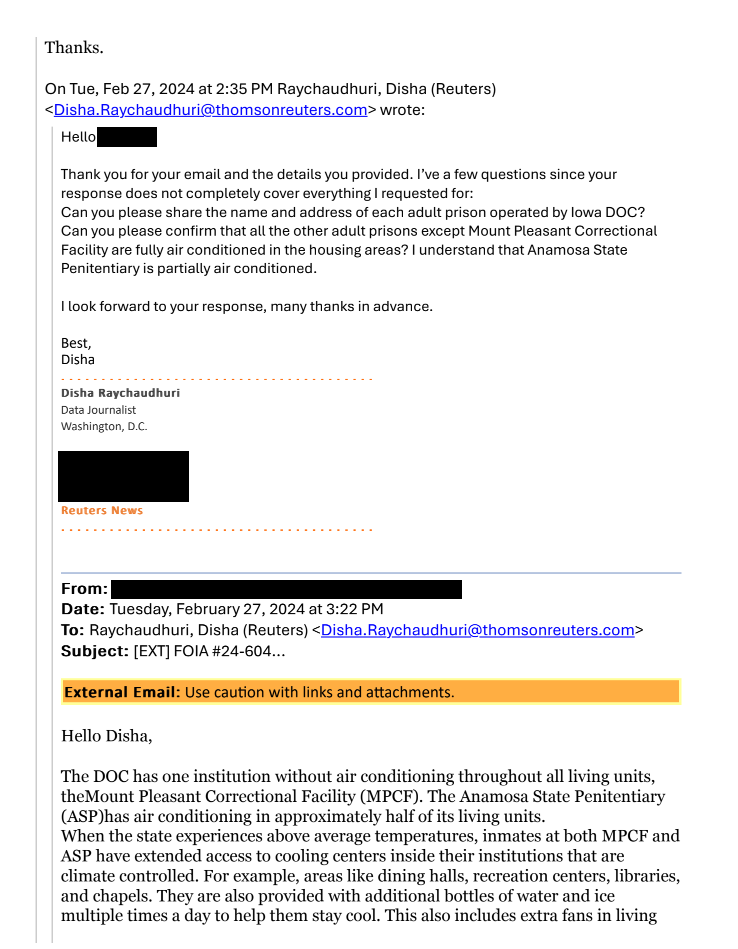 Thanks.
On Tue, Feb 27, 2024 at 2:35 PM Raychaudhuri, Disha (Reuters)
<Disha.Raychaudhuri@thomsonreuters.com> wrote:
Hello
Thank you for your email and the details you provided. I've a few questions since your
response does not completely cover everything I requested for:
Can you please share the name and address of each adult prison operated by Iowa DOC?
Can you please confirm that all the other adult prisons except Mount Pleasant Correctional
Facility are fully air conditioned in the housing areas? I understand that Anamosa State
Penitentiary is partially air conditioned.
I look forward to your response, many thanks in advance.
Best,
Disha
- - - - - - - - - - - - - - - - - - - - - - - - - - - - - - - - - - - - - - -
Disha Raychaudhuri
Data Journalist
Washington, D.C.
Reuters News
- - - - - - - - - - - - - - - - - - - - - - - - - - - - - - - - - - - - - - -
From:
Date: Tuesday, February 27, 2024 at 3:22 PM
To: Raychaudhuri, Disha (Reuters) <Disha.Raychaudhuri@thomsonreuters.com>
Subject: [EXT] FOIA #24-604...
External Email: Use caution with links and attachments.
Hello Disha,
The DOC has one institution without air conditioning throughout all living units,
theMount Pleasant Correctional Facility (MPCF). The Anamosa State Penitentiary
(ASP)has air conditioning in approximately half of its living units.
When the state experiences above average temperatures, inmates at both MPCF and
ASP have extended access to cooling centers inside their institutions that are
climate controlled. For example, areas like dining halls, recreation centers, libraries,
and chapels. They are also provided with additional bottles of water and ice
multiple times a day to help them stay cool. This also includes extra fans in living